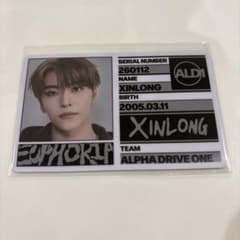 SERIAL NUMBER
260112
NAME
XINLONG
BIRTH
2005.03.11
ALD1
XINLONG
EUPHORIA
TEAM
ALPHA DRIVE ONE